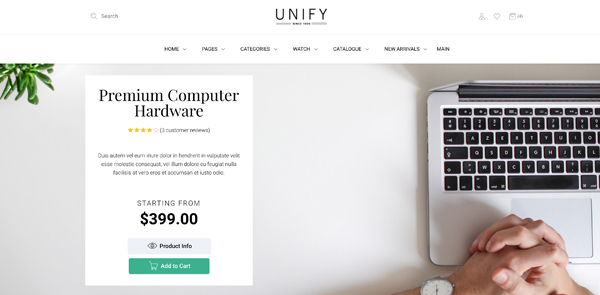 Search
UNIFY
SINCE 1998
(4)
HOME PAGES CATEGORIES WATCH CATALOGUE NEW ARRIVALS MAIN
Premium Computer
Hardware
(3 customer reviews)
Duis autem vel eum iriure dolor in hendrerit in vulputate velit
esse molestie consequat, vel illum dolore eu feugiat nulla
facilisis at vero eros et accumsan et iusto odio.
STARTING FROM
$399.00
Product Info
Add to Cart